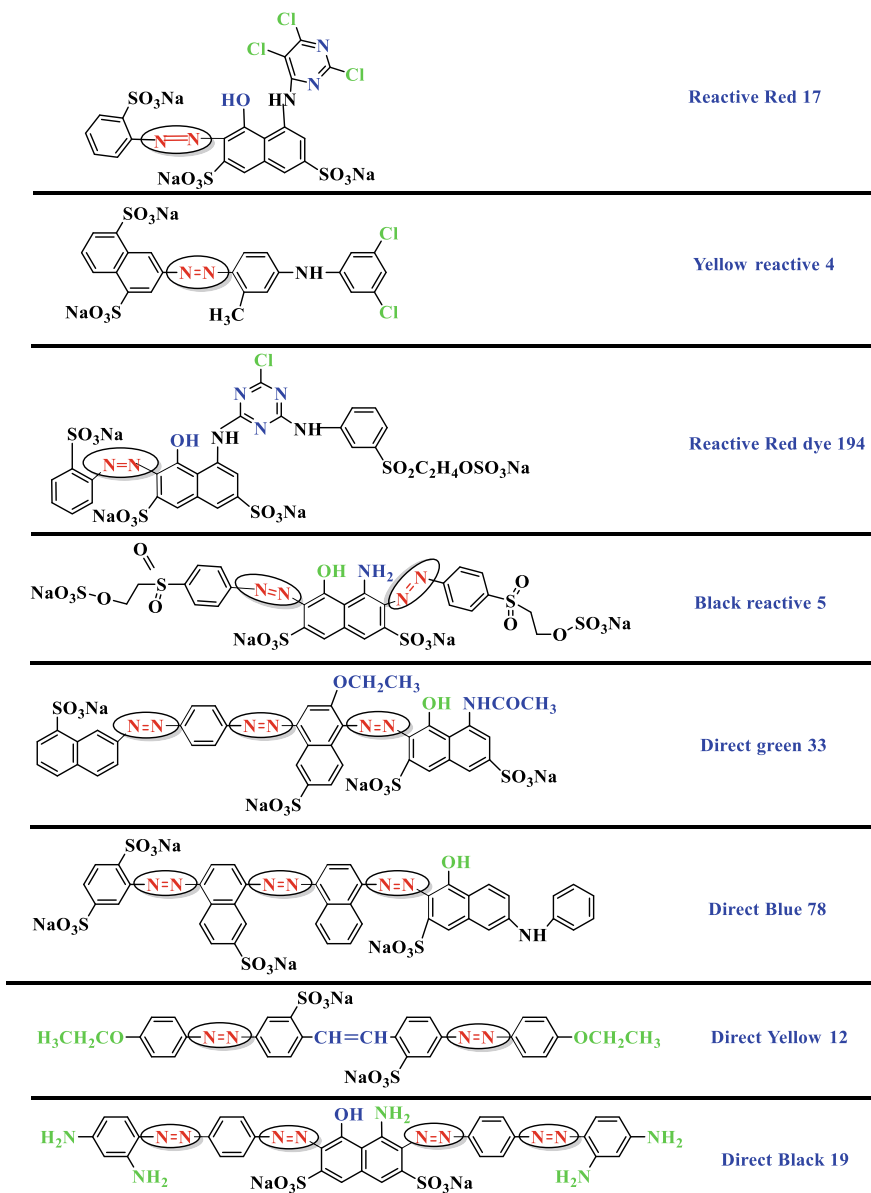 Cl
N
Cl
N
Cl
SO₃Na
HO
HN
N=N
NaO₃S
SO₃Na
Reactive Red 17
SO₃Na
Cl
N=N
NH
NaO₃S
H₃C
Cl
Yellow reactive 4
Cl
N
N
N
SO₃Na
OH
NH
NH
N=N
SO₂C₂H₄OSO₃Na
NaO₃S
SO₃Na
Reactive Red dye 194
O
OH
NH₂
NaO₃S
S
N=N
N=N
O
O
S
O
O
SO₃Na
O
NaO₃S
SO₃Na
Black reactive 5
OCH₂CH₃
SO₃Na
OH
NHCOCH₃
N=N
N=N
N=N
NaO₃S
NaO₃S
SO₃Na
Direct green 33
SO₃Na
OH
N=N
N=N
N=N
NaO₃S
NaO₃S
NH
SO₃Na
Direct Blue 78
SO₃Na
H₃CH₂CO
N=N
CH=CH
N=N
OCH₂CH₃
NaO₃S
Direct Yellow 12
OH
NH₂
H₂N
N=N
N=N
N=N
N=N
NH₂
NH₂
NaO₃S
SO₃Na
H₂N
Direct Black 19